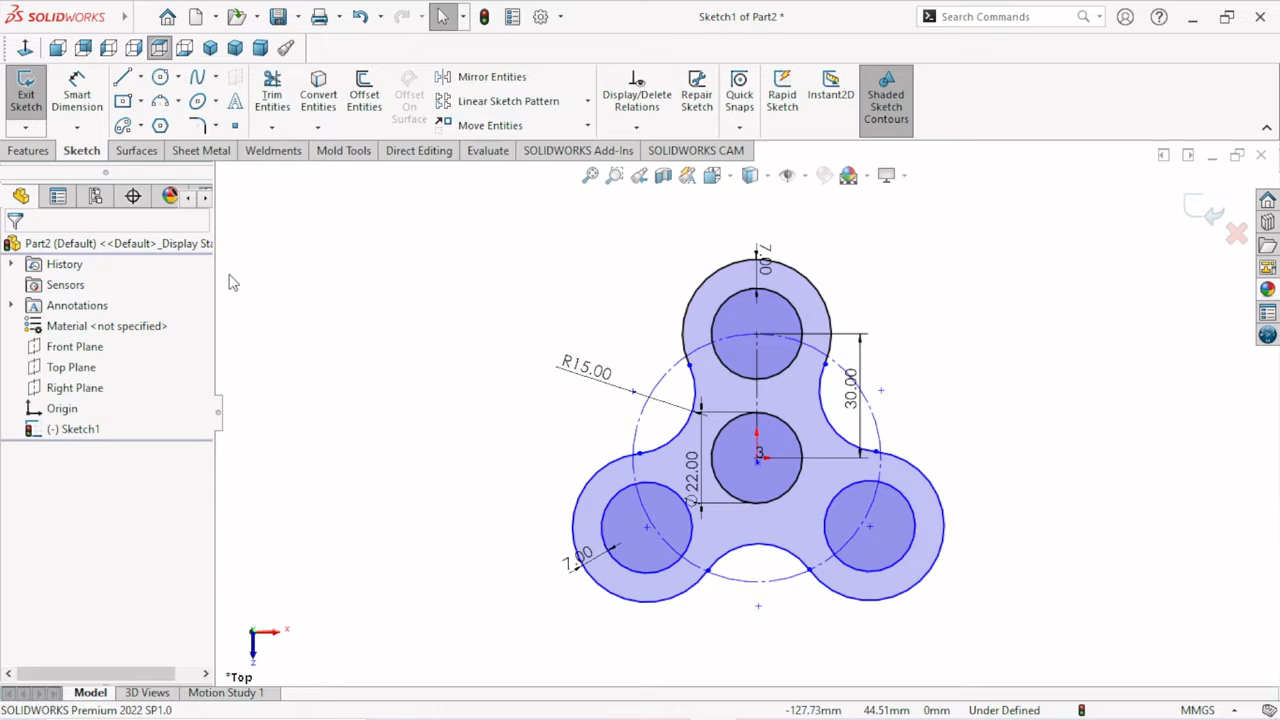 SOLIDWORKS
Sketch1 of Part2 *
Search Commands
Exit Sketch
Smart Dimension
Trim Entities
Convert Entities
Offset Entities
Offset On Surface
Mirror Entities
Linear Sketch Pattern
Move Entities
Display/Delete Relations
Repair Sketch
Quick Snaps
Rapid Sketch
Instant2D
Shaded Sketch Contours
Features
Sketch
Surfaces
Sheet Metal
Weldments
Mold Tools
Direct Editing
Evaluate
SOLIDWORKS Add-Ins
SOLIDWORKS CAM
Part2 (Default) <<Default>_Display Sta
History
Sensors
Annotations
Material <not specified>
Front Plane
Top Plane
Right Plane
Origin
(-) Sketch1
7.00
R15.00
30.00
3
∅22.00
7.00
x
z
*Top
Model
3D Views
Motion Study 1
SOLIDWORKS Premium 2022 SP1.0
-127.73mm
44.51mm
0mm
Under Defined
MMGS